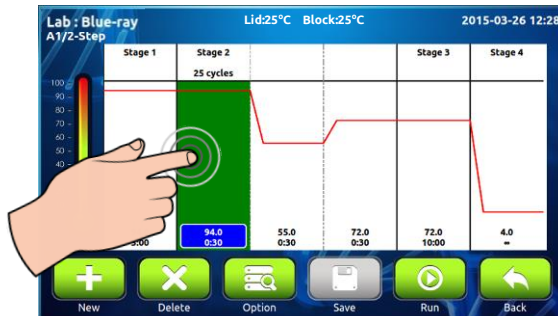 Lab : Blue-ray Lid:25°C Block:25°C 2015-03-26 12:28
A1/2-Step
Stage 1 Stage 2 Stage 3 Stage 4
25 cycles
100
90
80
70
60
50
40
94.0 55.0 72.0 72.0 4.0
0:30 0:30 0:30 10:00 ∞
New Delete Option Save Run Back